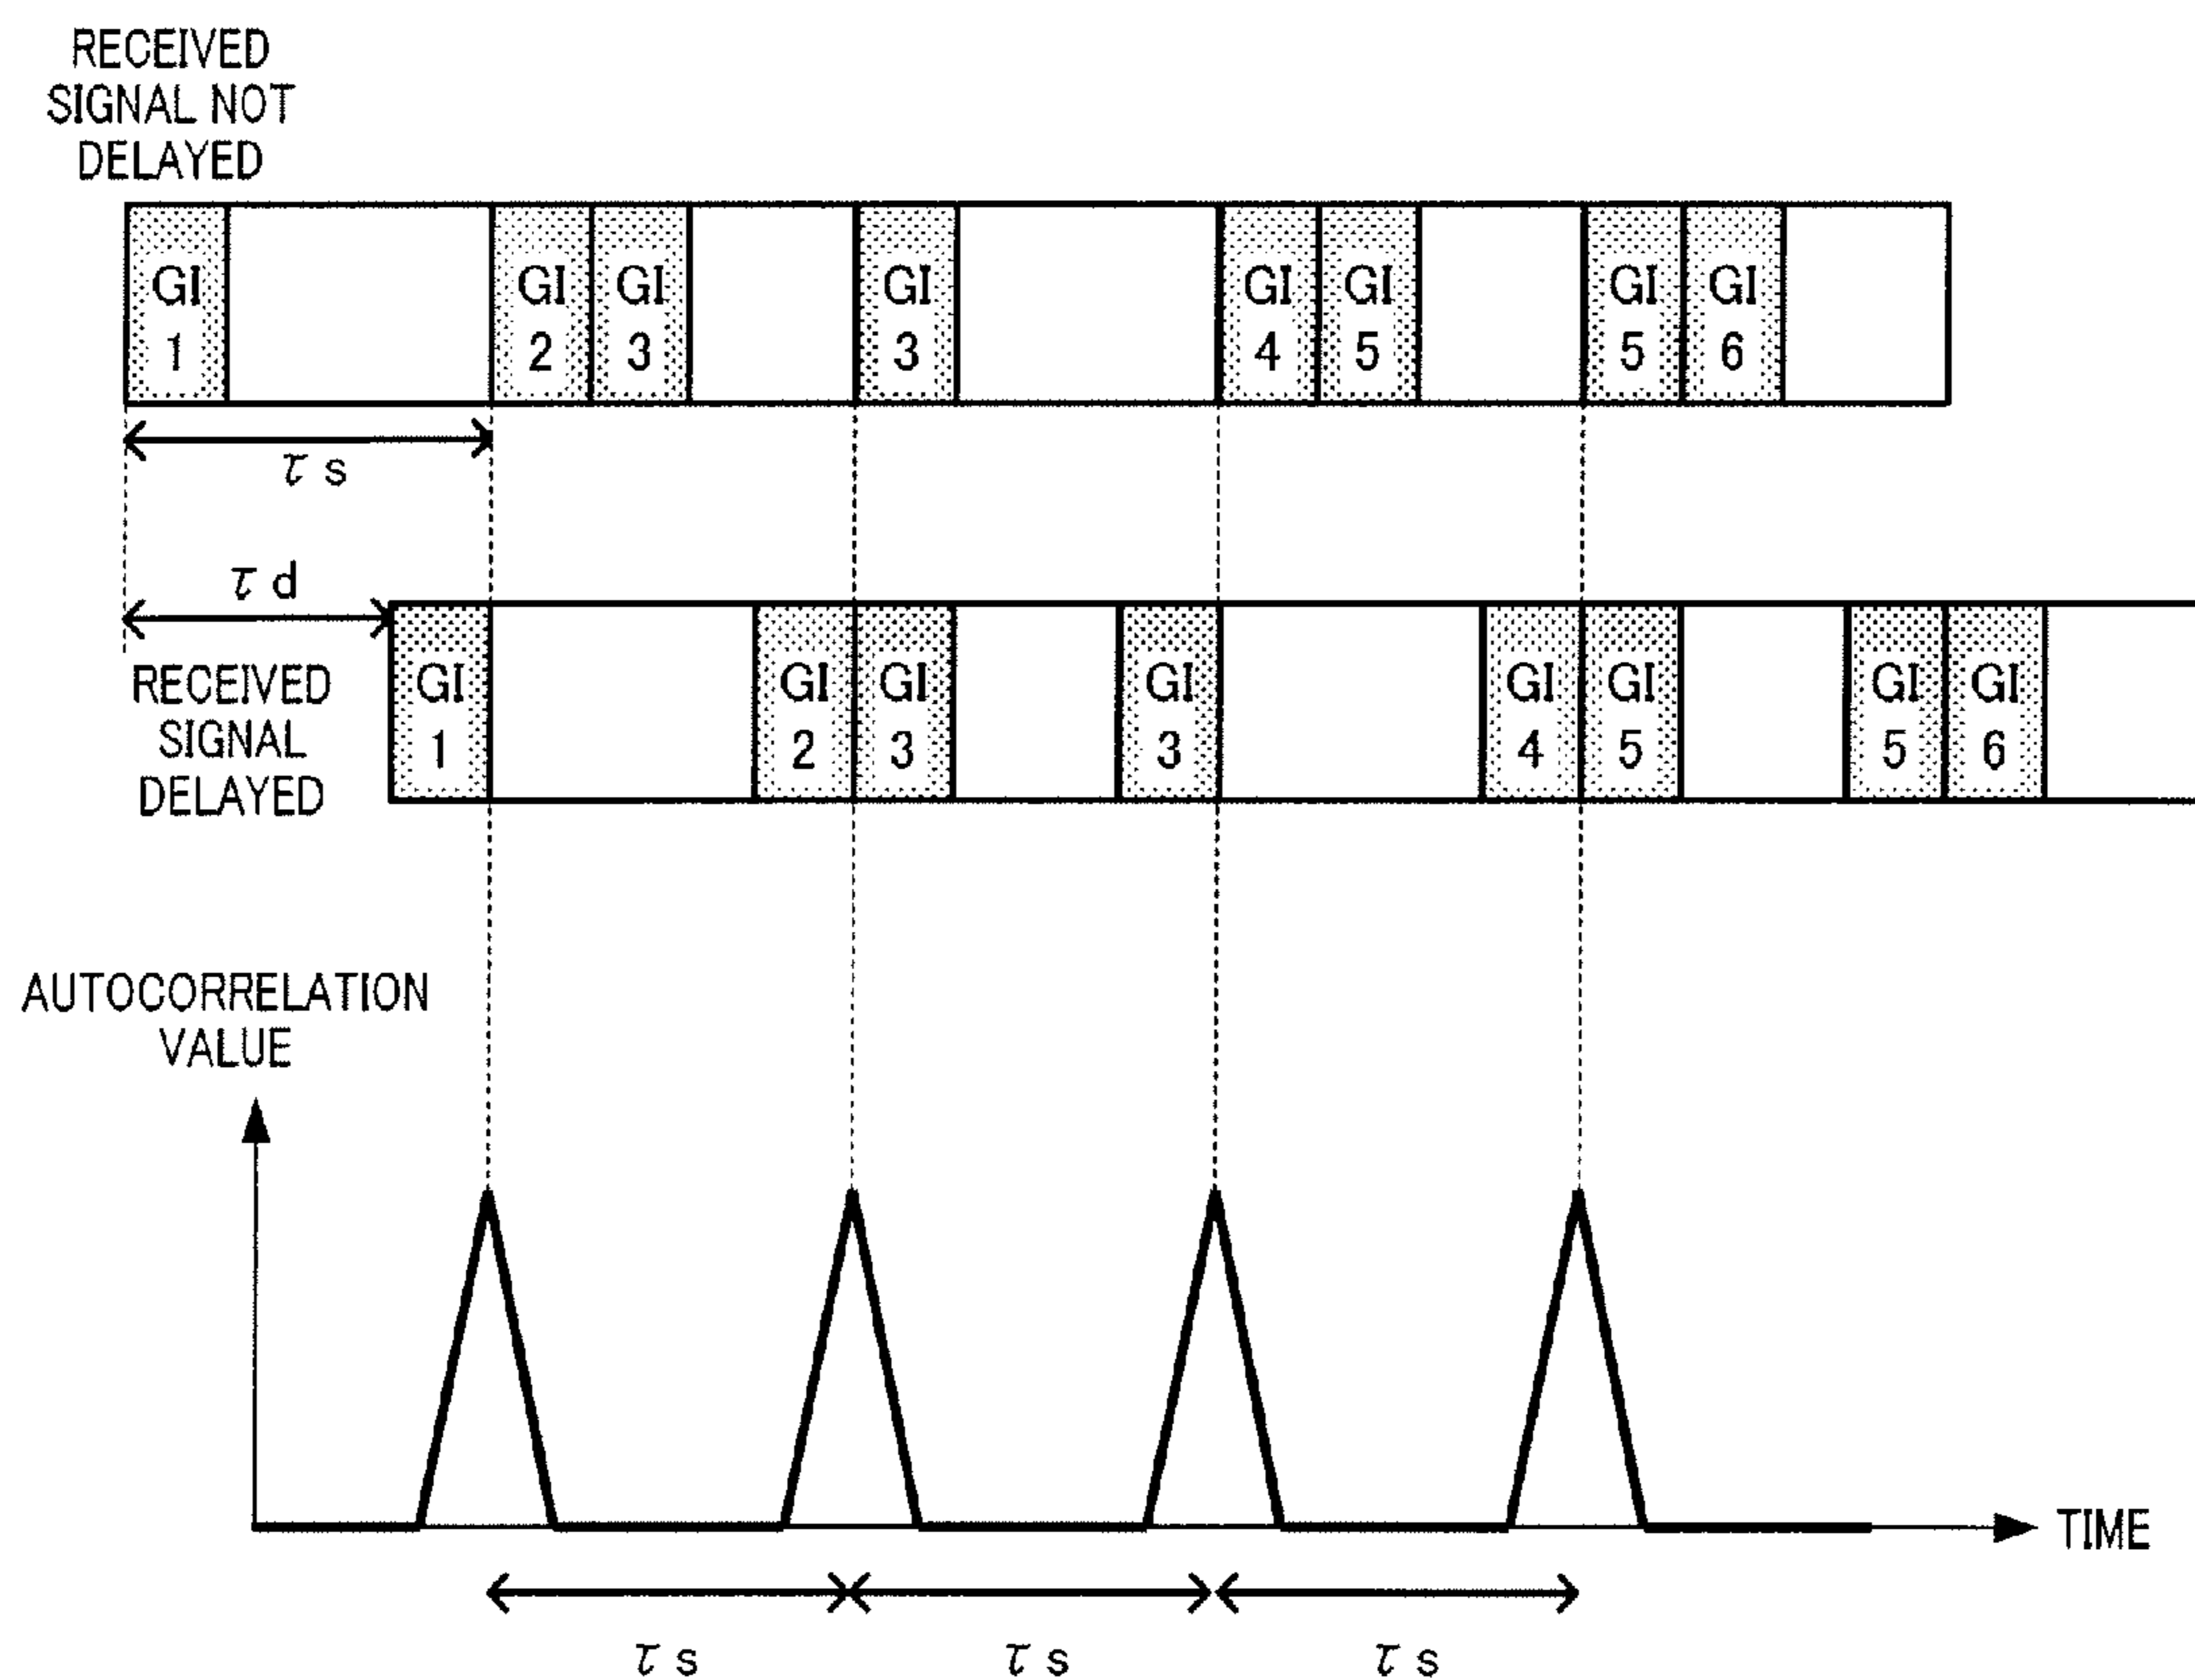 RECEIVED
SIGNAL NOT
DELAYED
GI GI GI GI GI GI GI GI
1 2 3 3 4 5 5 6
τ s
τ d
RECEIVED
SIGNAL
DELAYED
GI GI GI GI GI GI GI GI
1 2 3 3 4 5 5 6
AUTOCORRELATION
VALUE
TIME
τ s τ s τ s